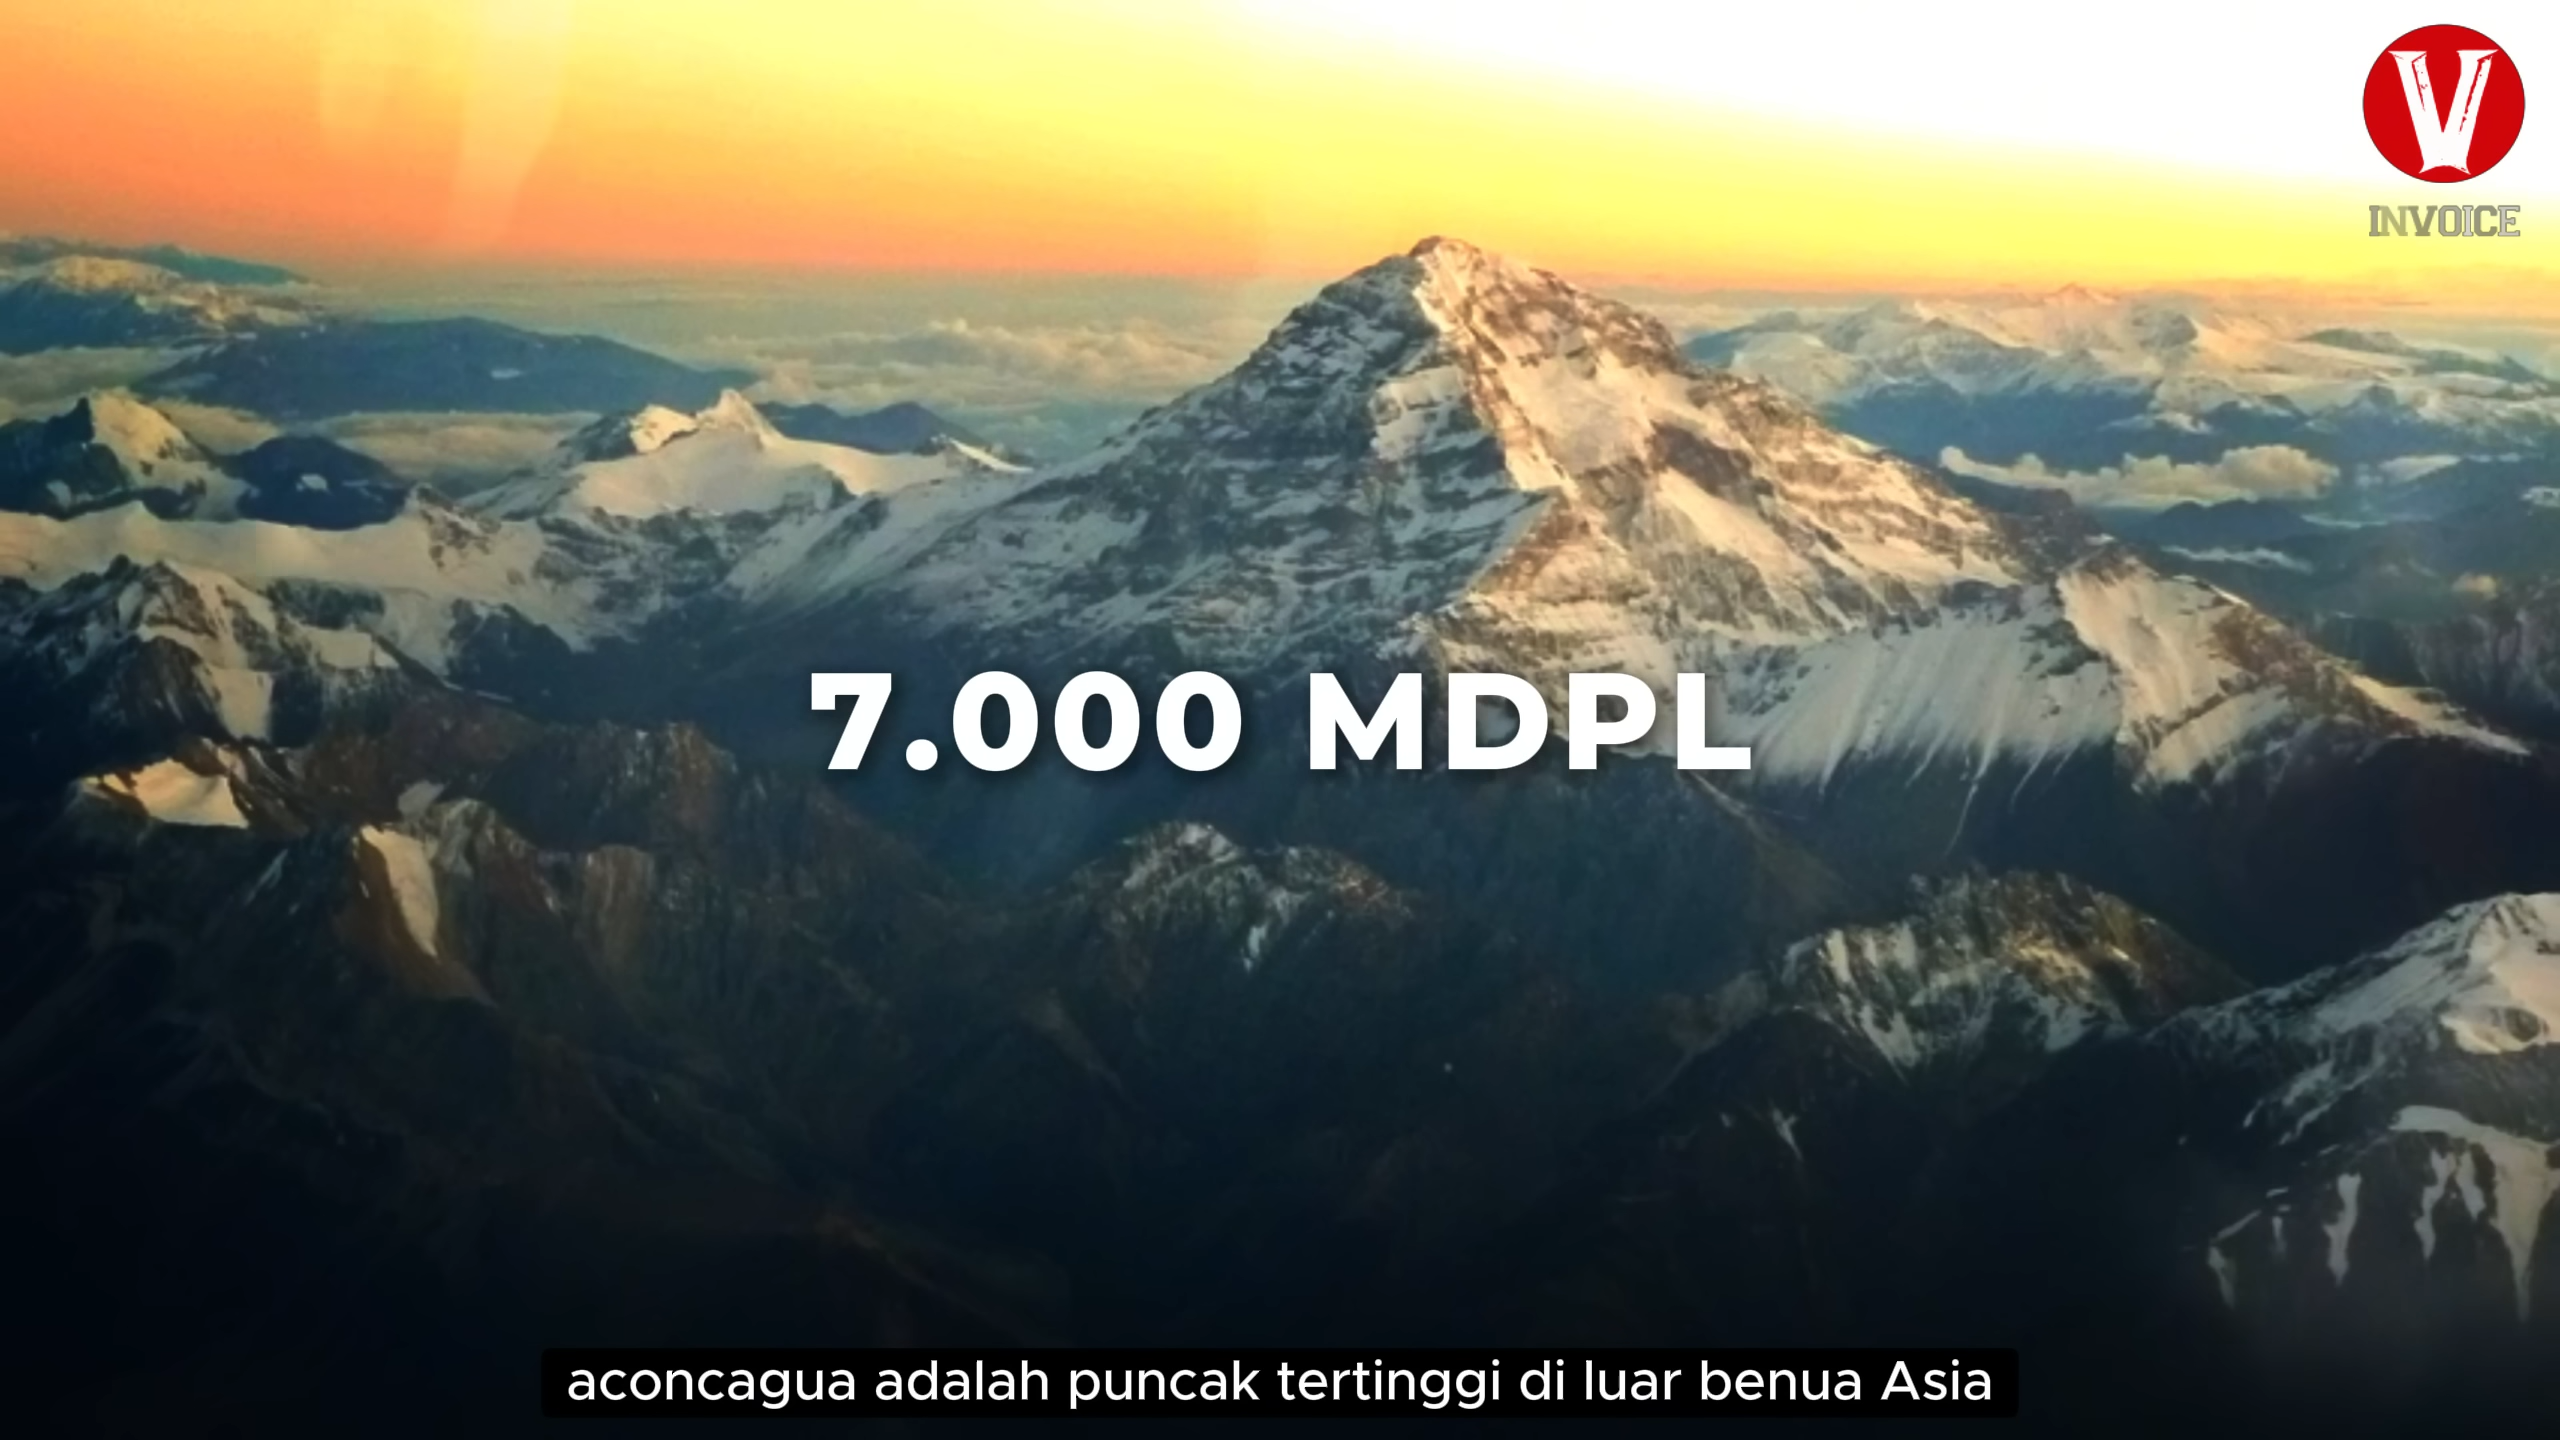 V
INVOICE
7.000 MDPL
aconcagua adalah puncak tertinggi di luar benua Asia